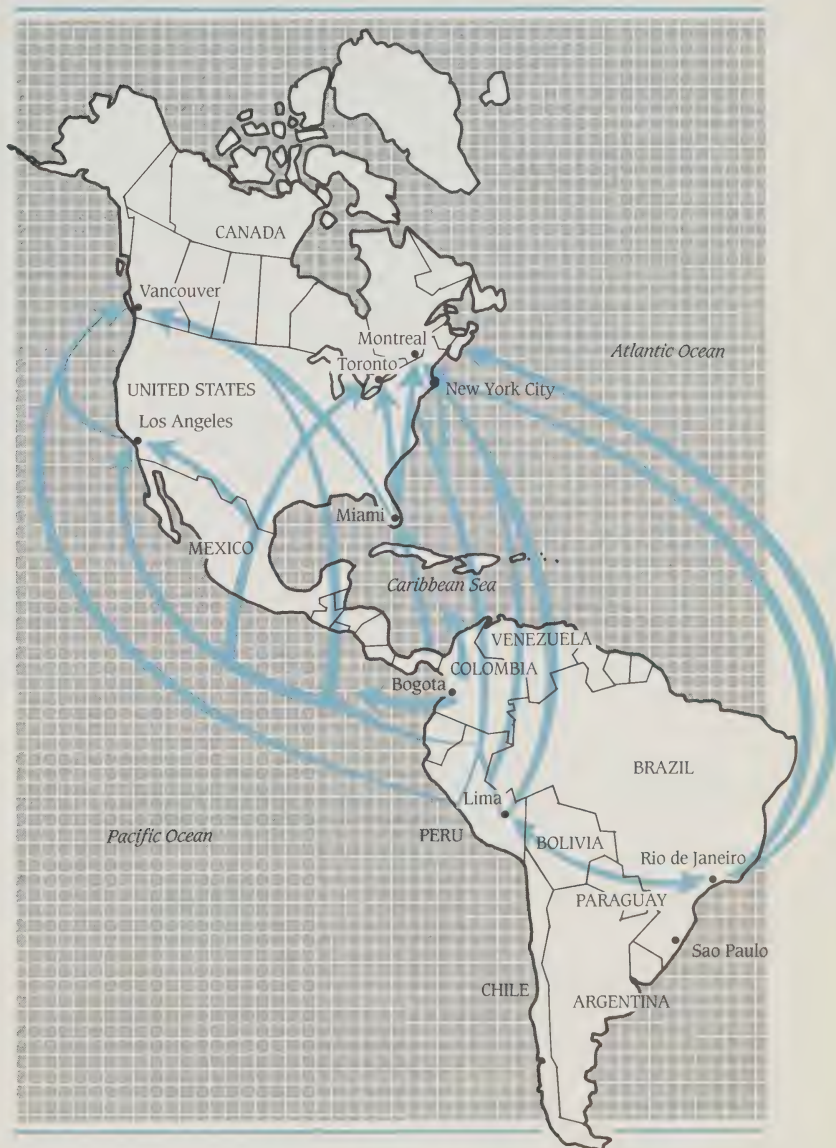 CANADA
Vancouver
Montreal
Toronto
Atlantic Ocean
UNITED STATES
New York City
Los Angeles
Miami
MEXICO
Caribbean Sea
VENEZUELA
COLOMBIA
Bogota
BRAZIL
Lima
Pacific Ocean
PERU
BOLIVIA
Rio de Janeiro
PARAGUAY
Sao Paulo
CHILE
ARGENTINA